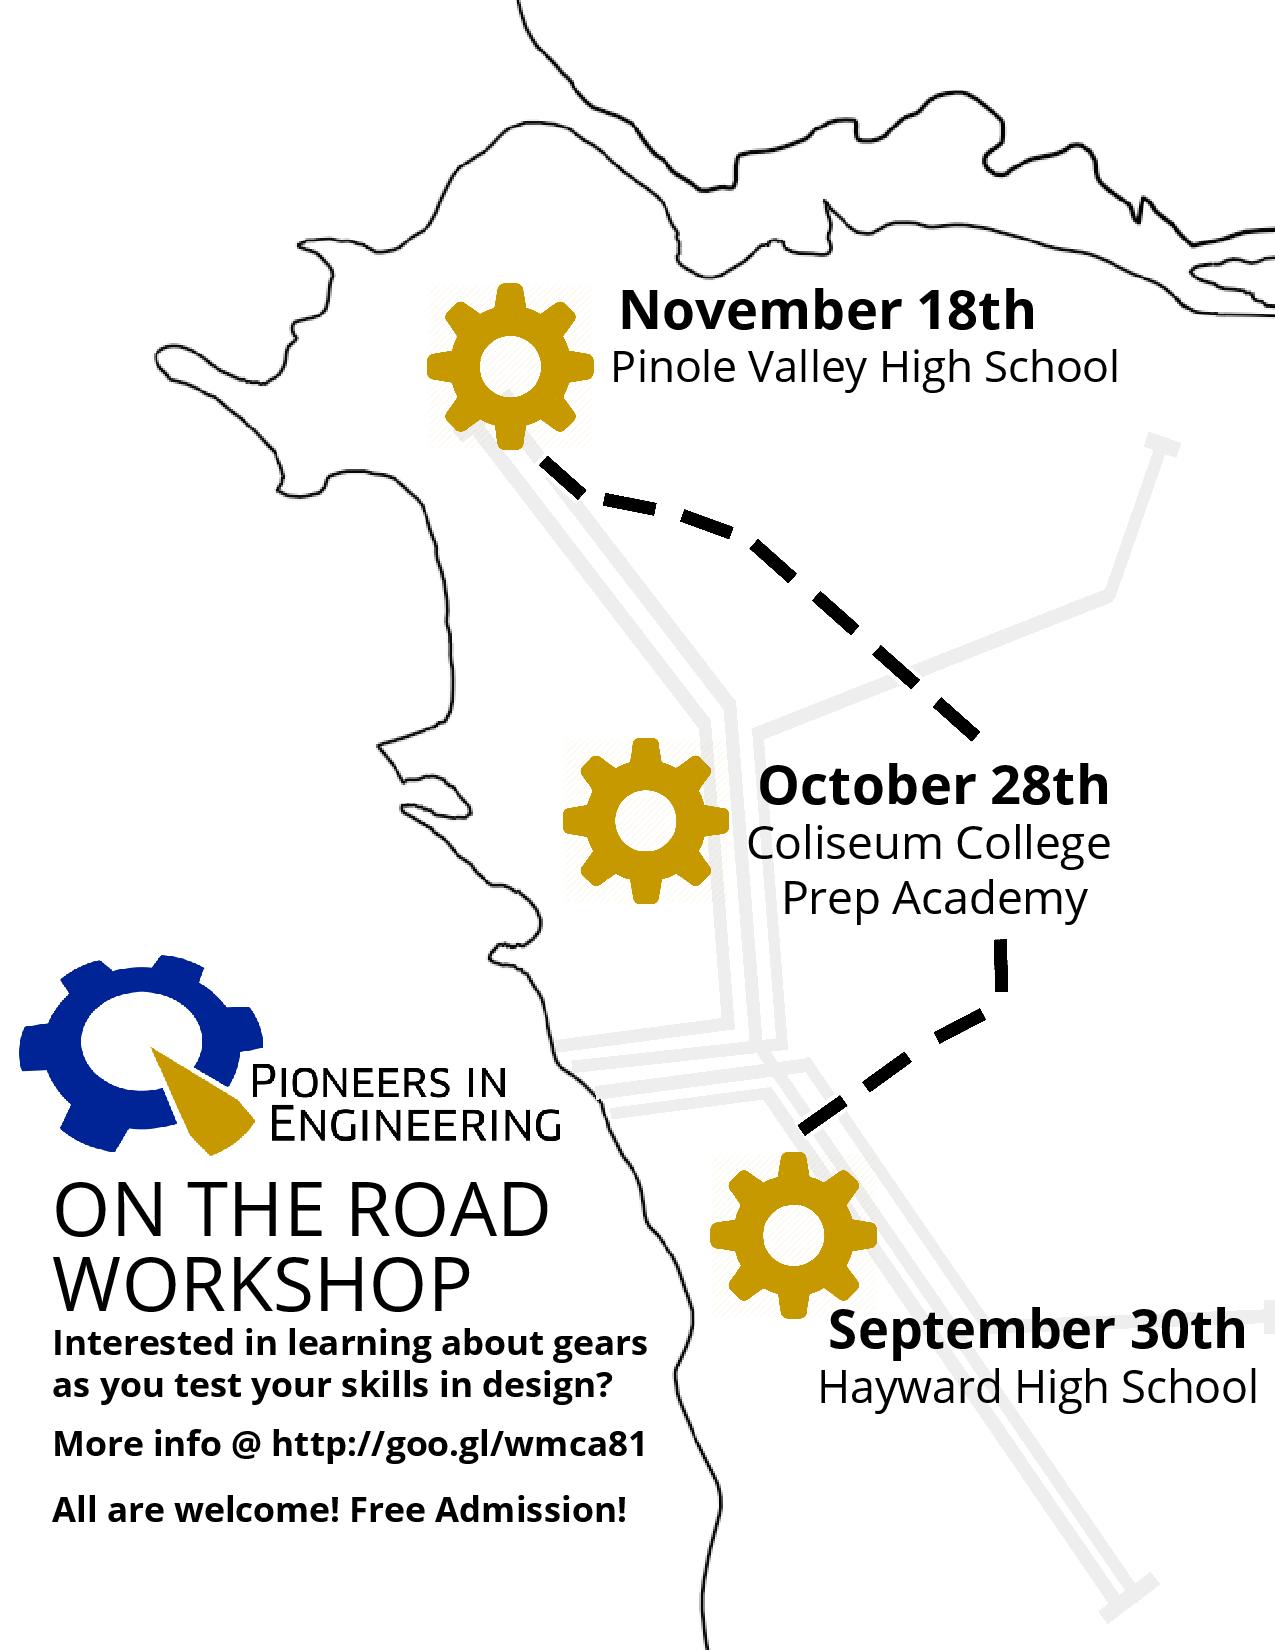 November 18th
Pinole Valley High School
October 28th
Coliseum College
Prep Academy
PIONEERS IN
ENGINEERING
ON THE ROAD
WORKSHOP
Interested in learning about gears
as you test your skills in design?
More info @ http://goo.gl/wmca81
All are welcome! Free Admission!
September 30th
Hayward High School